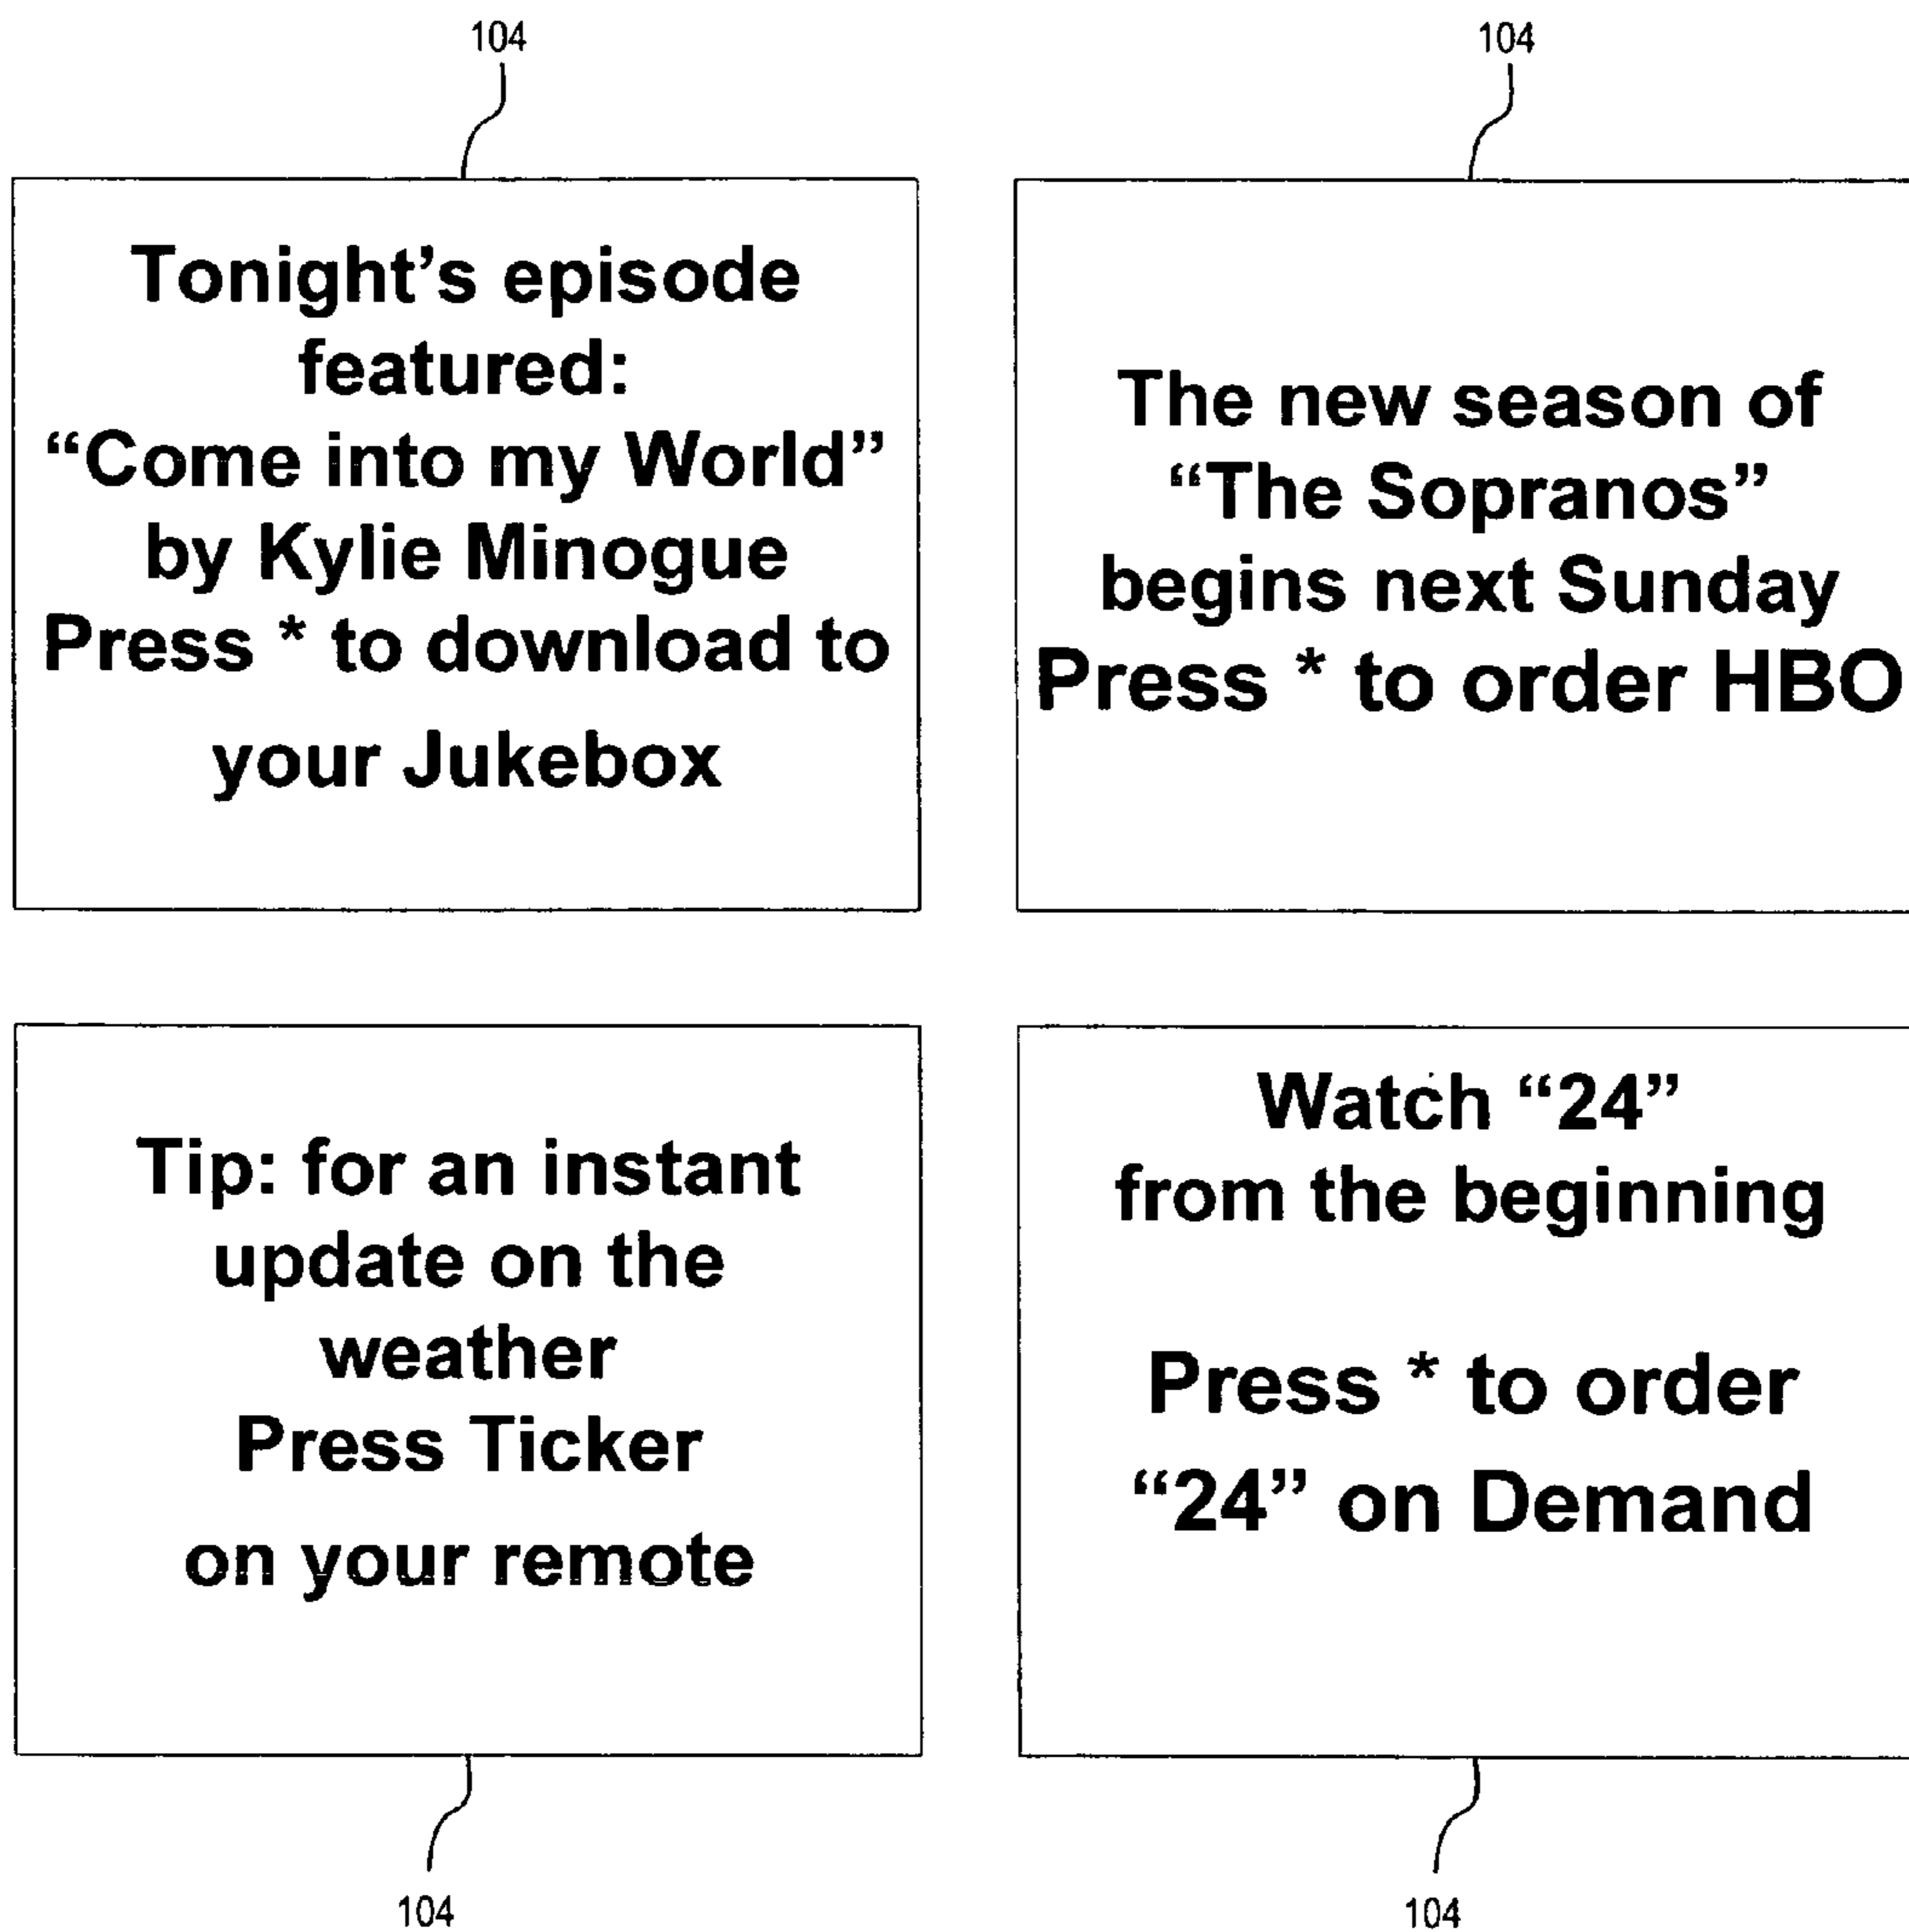 104
Tonight’s episode
featured:
“Come into my World”
by Kylie Minogue
Press * to download to
your Jukebox
104
The new season of
“The Sopranos”
begins next Sunday
Press * to order HBO
Tip: for an instant
update on the
weather
Press Ticker
on your remote
104
Watch “24”
from the beginning
Press * to order
“24” on Demand
104